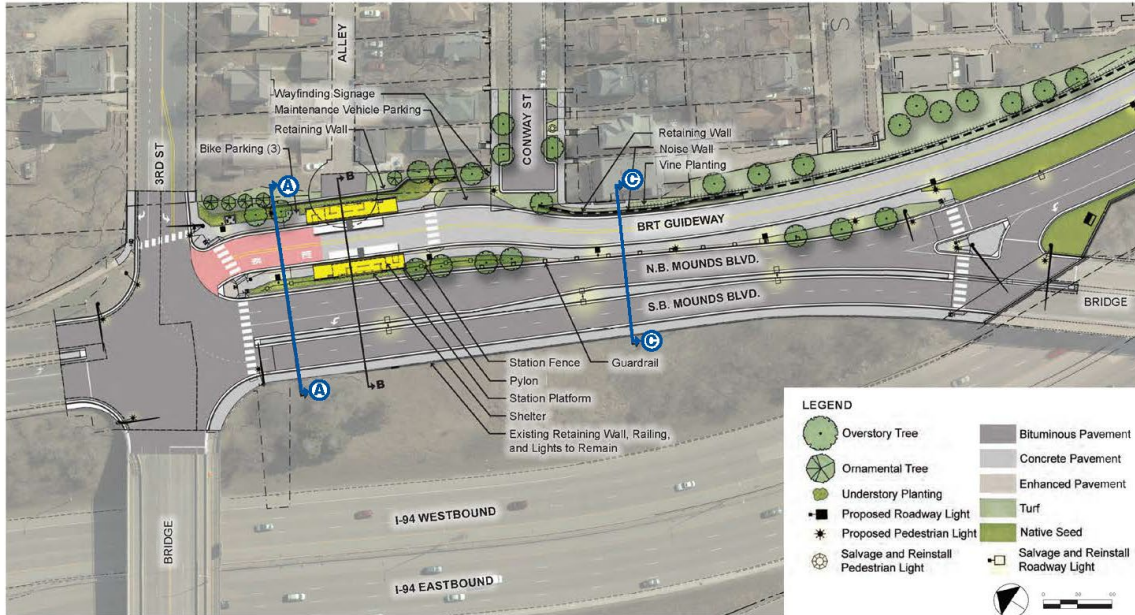 ALLEY
S
Wayfinding Signage
Maintenance Vehicle Parking
Retaining Wall
Bike Parking (3)
3RD ST
CONWAY ST
Retaining Wall
Noise Wall
Vine Planting
A
B
C
BRT GUIDEWAY
N.B. MOUNDS BLVD.
S.B. MOUNDS BLVD.
BRIDGE
C
A
B
Station Fence
Guardrail
Pylon
Station Platform
Shelter
Existing Retaining Wall, Railing,
and Lights to Remain
BRIDGE
I-94 WESTBOUND
I-94 EASTBOUND
LEGEND
Overstory Tree
Ornamental Tree
Understory Planting
Proposed Roadway Light
Proposed Pedestrian Light
Salvage and Reinstall
Pedestrian Light
Bituminous Pavement
Concrete Pavement
Enhanced Pavement
Turf
Native Seed
Salvage and Reinstall
Roadway Light
0 30 60